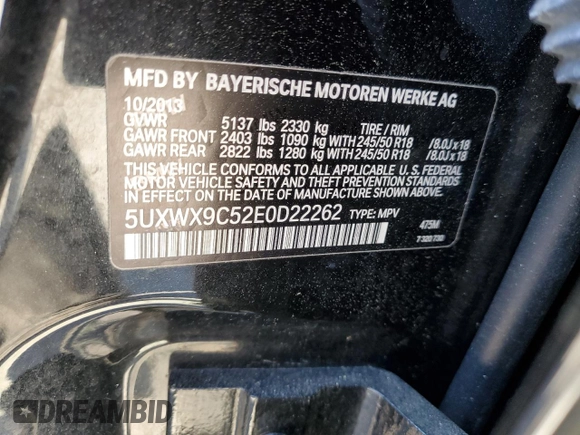 MFD BY BAYERISCHE MOTOREN WERKE AG
10/2013
GVWR 5137 lbs 2330 kg TIRE / RIM
GAWR FRONT 2403 lbs 1090 kg WITH 245/50 R18 /8.0J x 18
GAWR REAR 2822 lbs 1280 kg WITH 245/50 R18 /8.0J x 18
THIS VEHICLE CONFORMS TO ALL APPLICABLE U. S. FEDERAL
MOTOR VEHICLE SAFETY AND THEFT PREVENTION STANDARDS
IN EFFECT ON THE DATE OF MANUFACTURE SHOWN ABOVE.
5UXWX9C52E0D22262 TYPE: MPV
475M
DREAMBID